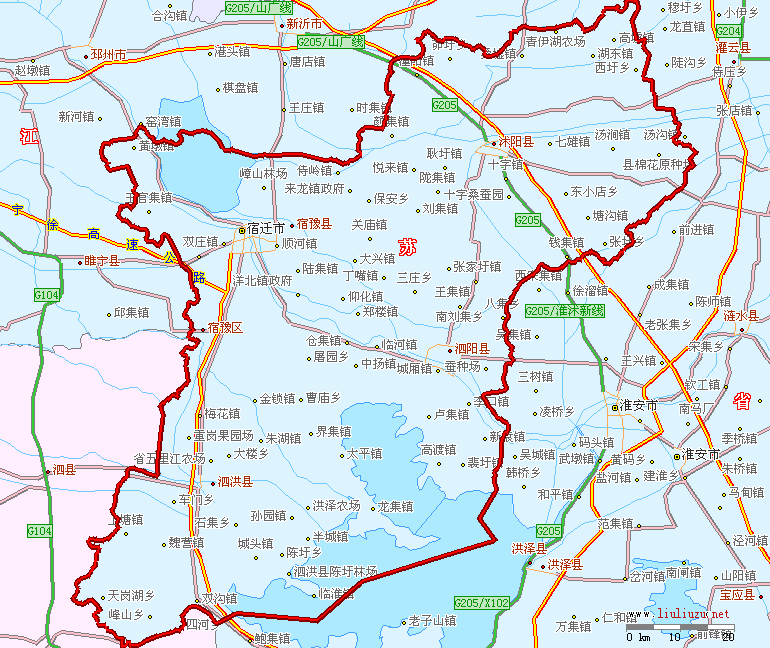 合沟镇
G205/山广线
新沂市
穆圩乡
小伊乡
龙苴镇
G204
G205/山广线
青伊湖农场
高墟镇
灌云县
邳州市
港头镇
唐店镇
湖东镇
西圩乡
陡沟乡
侍庄乡
赵墩镇
棋盘镇
G205
王庄镇
时集镇
颜集镇
张店镇
新河镇
窑湾镇
江
黄墩镇
沭阳县
七雄镇
汤涧镇
汤沟镇
耿圩镇
十字镇
县棉花原种场
侍岭镇
悦来镇
陇集镇
嶂山林场
来龙镇政府
保安乡
十字桑蚕园
东小店乡
王官集镇
刘集镇
塘沟镇
宁
徐
高
速
公
路
宿迁市
宿豫县
关庙镇
G205
前进镇
双庄镇
顺河镇
苏
钱集镇
张圩乡
睢宁县
大兴镇
陆集镇
丁嘴镇
三庄乡
张家圩镇
洋北镇政府
成集镇
G104
仰化镇
王集镇
徐溜镇
陈师镇
邱集镇
郑楼镇
南刘集乡
八集乡
G205/淮沭新线
涟水县
宿豫区
老张集乡
吴集镇
仓集镇
临河镇
泗阳县
朱集乡
屠园乡
中扬镇
城厢镇
蚕种场
王兴镇
三树镇
钦工镇
金锁镇
曹庙乡
李口镇
淮安市
省
梅花镇
卢集镇
凌桥乡
南马厂
重岗果园场
朱湖镇
界集镇
新袁镇
码头镇
季桥镇
省五里江农场
大楼乡
太平镇
高渡镇
裴圩镇
吴城镇
武墩镇
黄码乡
淮安市
泗县
韩桥乡
盐河镇
建淮乡
朱桥镇
泗洪县
车门乡
和平镇
马甸镇
孙园镇
洪泽农场
龙集镇
石集乡
范集镇
G104
上塘镇
G205
半城镇
魏营镇
城头镇
陈圩乡
洪泽县
洪泽县
泾河镇
泗洪县陈圩林场
岔河镇
南闸镇
山阳镇
天岗湖乡
双沟镇
临淮镇
G205/X102
宝应县
峰山乡
四河乡
老子山镇
万集镇
仁和镇
www.liuliuzu.net
鲍集镇
0 km 10 20
前锋镇